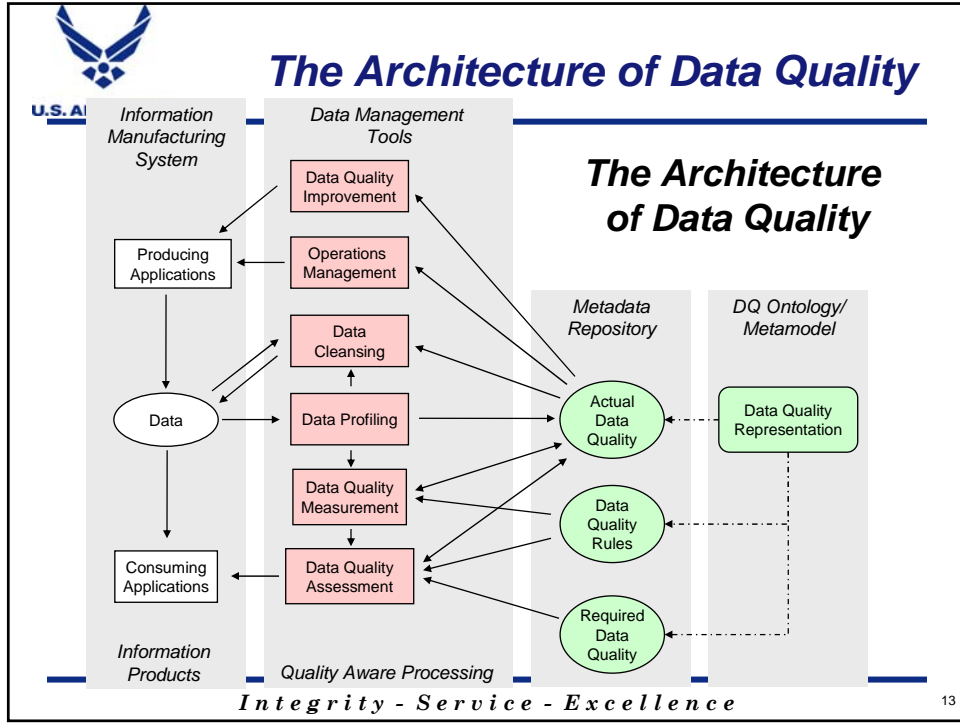 The Architecture of Data Quality
U.S. AI
Information
Manufacturing
System
Data Management
Tools
The Architecture
of Data Quality
Data Quality
Improvement
Producing
Applications
Operations
Management
Metadata
Repository
DQ Ontology/
Metamodel
Data
Cleansing
Data
Data Profiling
Actual
Data
Quality
Data Quality
Representation
Data Quality
Measurement
Data
Quality
Rules
Consuming
Applications
Data Quality
Assessment
Required
Data
Quality
Information
Products
Quality Aware Processing
Integrity - Service - Excellence
13